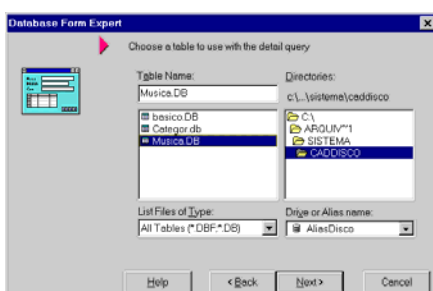 Database Form Expert
Choose a table to use with the detail query
Table Name:
Musica.DB
basico.DB
Categor.db
Musica.DB
Directories:
c:\...\sistema\caddisco
C:\
ARQUIV~1
SISTEMA
CADDISCO
List Files of Type:
All Tables (*.DBF;*.DB)
Drive or Alias name:
AliasDisco
Help
< Back
Next >
Cancel